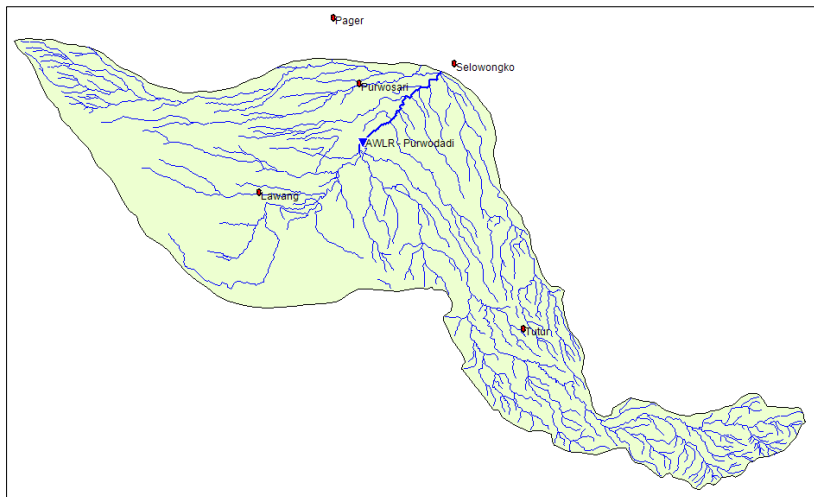 Pager
Selowongko
Purwosari
AWLR - Purwodadi
Lawang
Tutur